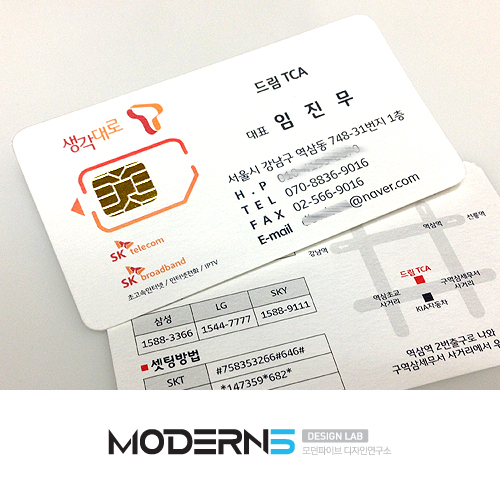 생각대로 T
드림 TCA
대표 임 진 무
서울시 강남구 역삼동 748-31번지 1층
H . P
T E L 070-8836-9016
F A X 02-566-9016
E-mail @naver.com
SK telecom
SK broadband
초고속인터넷 / 인터넷전화 / IPTV
강남역
역삼역
선릉역
드림 TCA
역삼초교
사거리
KIA자동차
구역삼세무서
사거리
삼성 LG SKY
1588-3366 1544-7777 1588-9111
셋팅방법
SKT #758353266#646#
*147359*682*
역삼역 2번출구로 나와
구역삼세무서 사거리에서 우
MODERN5 DESIGN LAB
모던파이브 디자인연구소